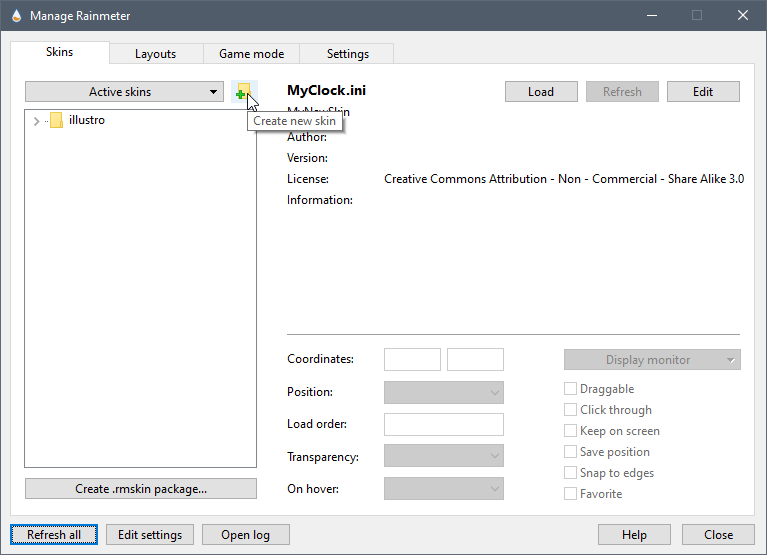 Manage Rainmeter
Skins Layouts Game mode Settings
Active skins
illustro
Create new skin
Create .rmskin package...
MyClock.ini
Load Refresh Edit
MyNewSkin
Author:
Version:
License: Creative Commons Attribution - Non - Commercial - Share Alike 3.0
Information:
Coordinates:
Position:
Load order:
Transparency:
On hover:
Display monitor
Draggable
Click through
Keep on screen
Save position
Snap to edges
Favorite
Refresh all Edit settings Open log Help Close